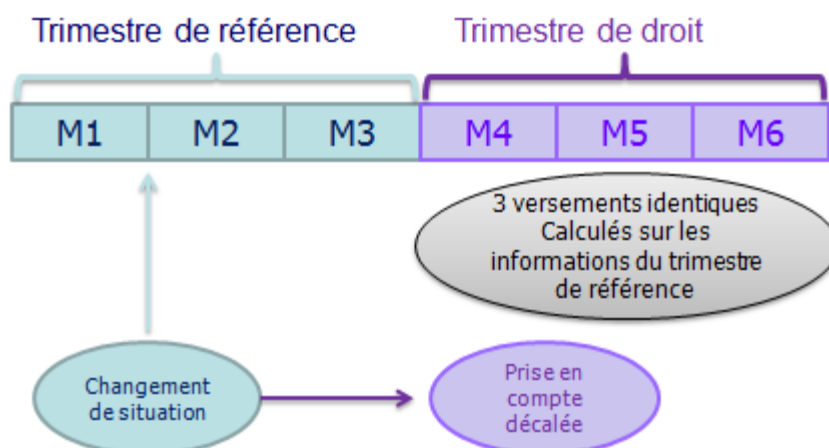 Trimestre de référence
Trimestre de droit
M1 M2 M3 M4 M5 M6
3 versements identiques
Calculés sur les
informations du trimestre
de référence
Changement
de situation
Prise en
compte
décalée